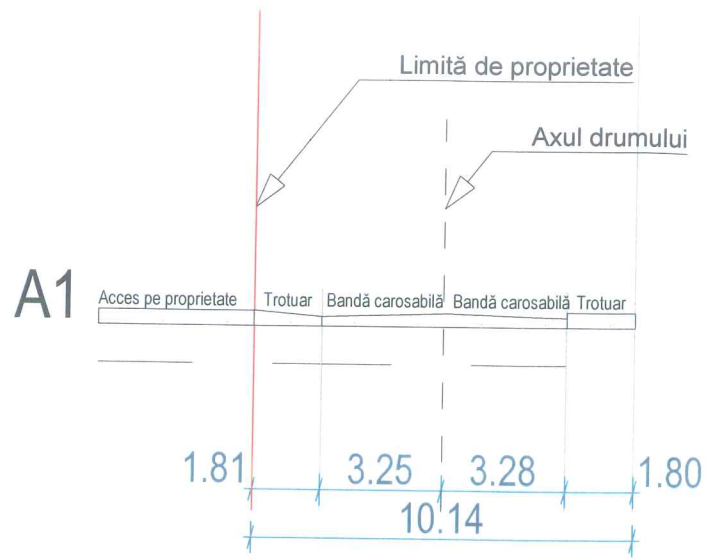 Limită de proprietate
Axul drumului
A1
Acces pe proprietate Trotuar Bandă carosabilă Bandă carosabilă Trotuar
1.81 3.25 3.28 1.80
10.14